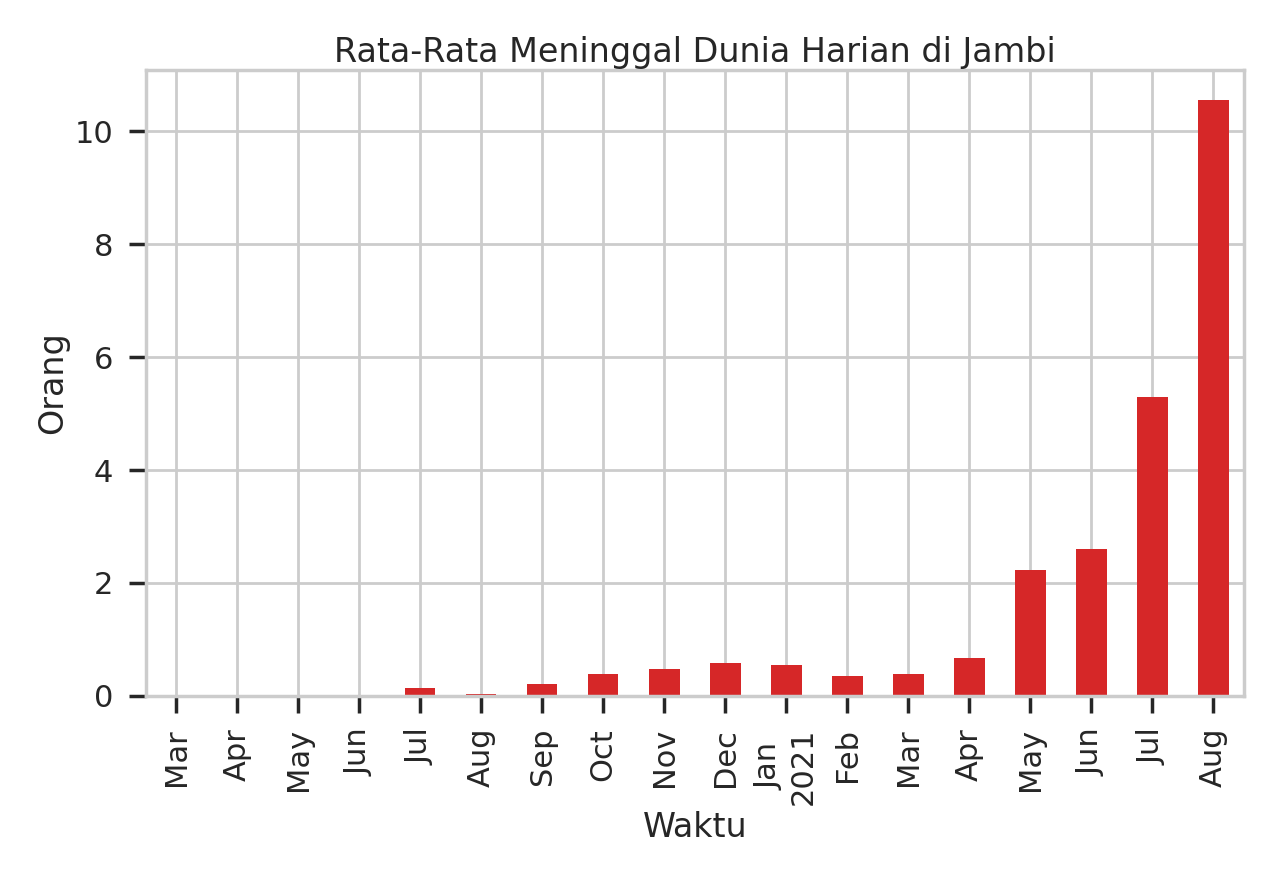 Rata-Rata Meninggal Dunia Harian di Jambi
10
8
6
4
2
0
Orang
Mar
Apr
May
Jun
Jul
Aug
Sep
Oct
Nov
Dec
Jan
2021
Feb
Mar
Apr
May
Jun
Jul
Aug
Waktu